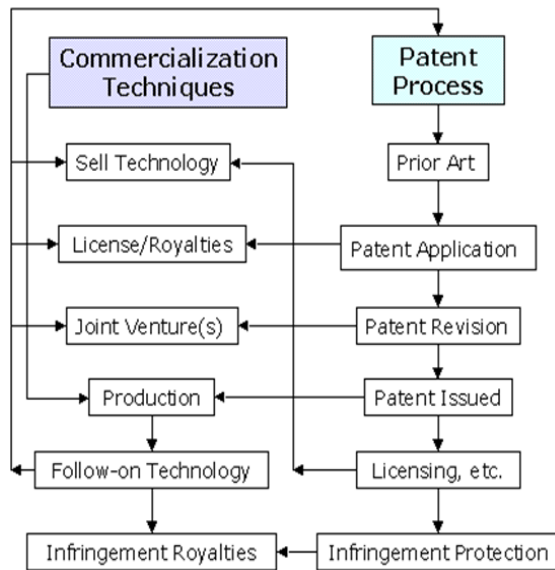 Commercialization
Techniques
Patent
Process
Sell Technology
Prior Art
License/Royalties
Patent Application
Joint Venture(s)
Patent Revision
Production
Patent Issued
Follow-on Technology
Licensing, etc.
Infringement Royalties
Infringement Protection